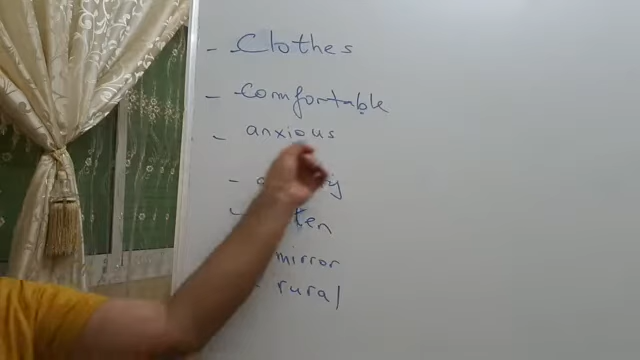 - Clothes
- Comfortable
- anxious
mirror
- rural